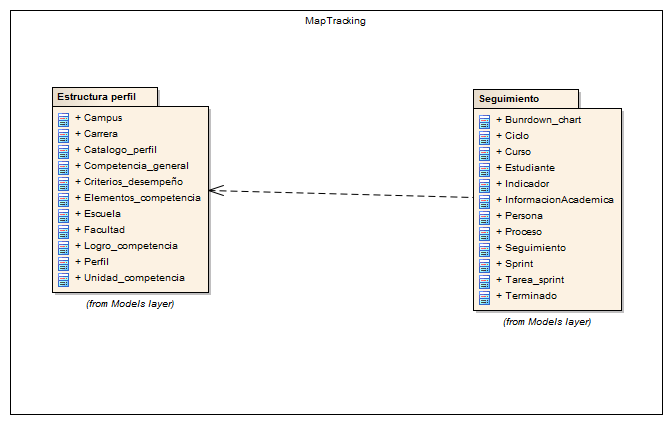 MapTracking
Estructura perfil
+ Campus
+ Carrera
+ Catalogo_perfil
+ Competencia_general
+ Criterios_desempeño
+ Elementos_competencia
+ Escuela
+ Facultad
+ Logro_competencia
+ Perfil
+ Unidad_competencia
(from Models layer)
Seguimiento
+ Bunrdown_chart
+ Ciclo
+ Curso
+ Estudiante
+ Indicador
+ InformacionAcademica
+ Persona
+ Proceso
+ Seguimiento
+ Sprint
+ Tarea_sprint
+ Terminado
(from Models layer)